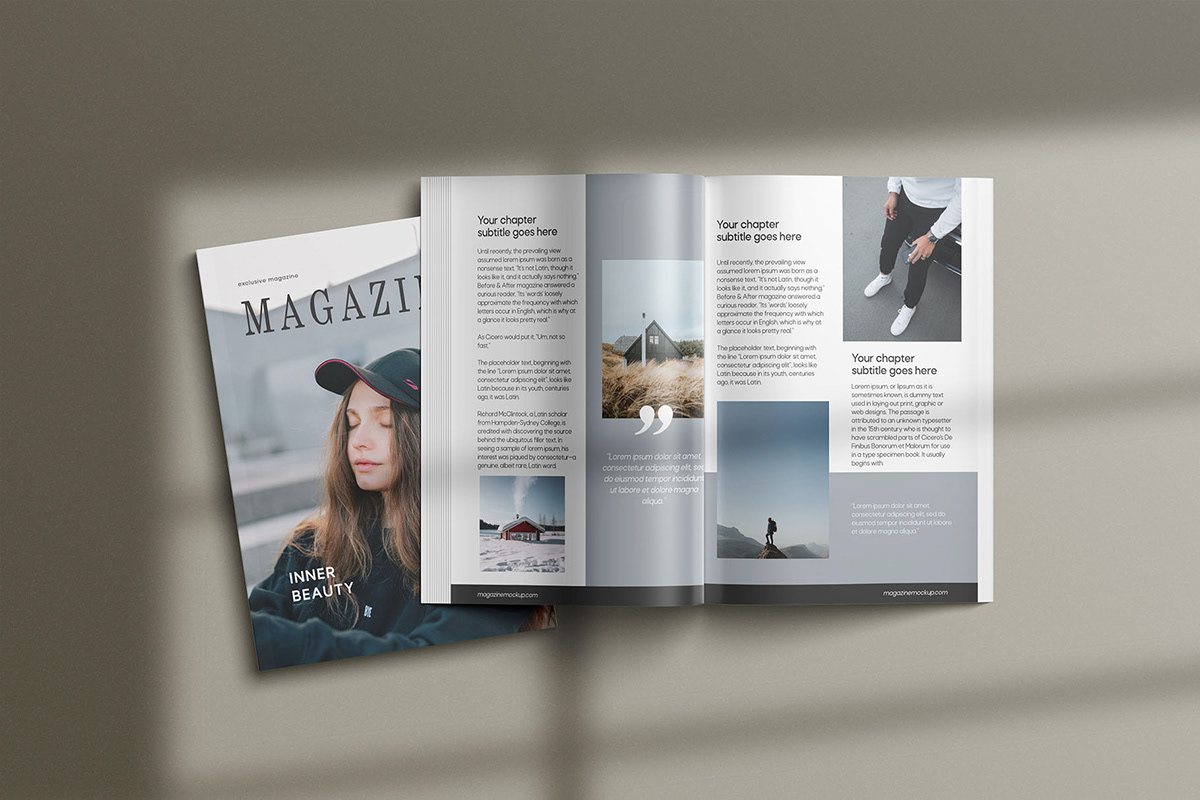 exclusive magazine
MAGAZI
INNER
BEAUTY
Your chapter
subtitle goes here
Until recently, the prevailing view
assumed lorem ipsum was born as a
nonsense text. "It's not Latin, though it
looks like it, and it actually says nothing,"
Before & After magazine answered a
curious reader, "Its 'words' loosely
approximate the frequency with which
letters occur in English, which is why at
a glance it looks pretty real."
As Cicero would put it, "Um, not so
fast."
The placeholder text, beginning with
the line "Lorem ipsum dolor sit amet,
consectetur adipiscing elit", looks like
Latin because in its youth, centuries
ago, it was Latin.
Richard McClintock, a Latin scholar
from Hampden-Sydney College, is
credited with discovering the source
behind the ubiquitous filler text. In
seeing a sample of lorem ipsum, his
interest was piqued by consectetur—a
genuine, albeit rare, Latin word.
magazinemockup.com
”
"Lorem ipsum dolor sit amet,
consectetur adipiscing elit, sed
do eiusmod tempor incididunt
ut labore et dolore magna
aliqua."
Your chapter
subtitle goes here
Until recently, the prevailing view
assumed lorem ipsum was born as a
nonsense text. "It's not Latin, though it
looks like it, and it actually says nothing,"
Before & After magazine answered a
curious reader, "Its 'words' loosely
approximate the frequency with which
letters occur in English, which is why at
a glance it looks pretty real."
The placeholder text, beginning with
the line "Lorem ipsum dolor sit amet,
consectetur adipiscing elit", looks like
Latin because in its youth, centuries
ago, it was Latin.
Your chapter
subtitle goes here
Lorem ipsum, or lipsum as it is
sometimes known, is dummy text
used in laying out print, graphic or
web designs. The passage is
attributed to an unknown typesetter
in the 15th century who is thought to
have scrambled parts of Cicero's De
Finibus Bonorum et Malorum for use
in a type specimen book. It usually
begins with:
"Lorem ipsum dolor sit amet,
consectetur adipiscing elit, sed do
eiusmod tempor incididunt ut labore
et dolore magna aliqua."
magazinemockup.com